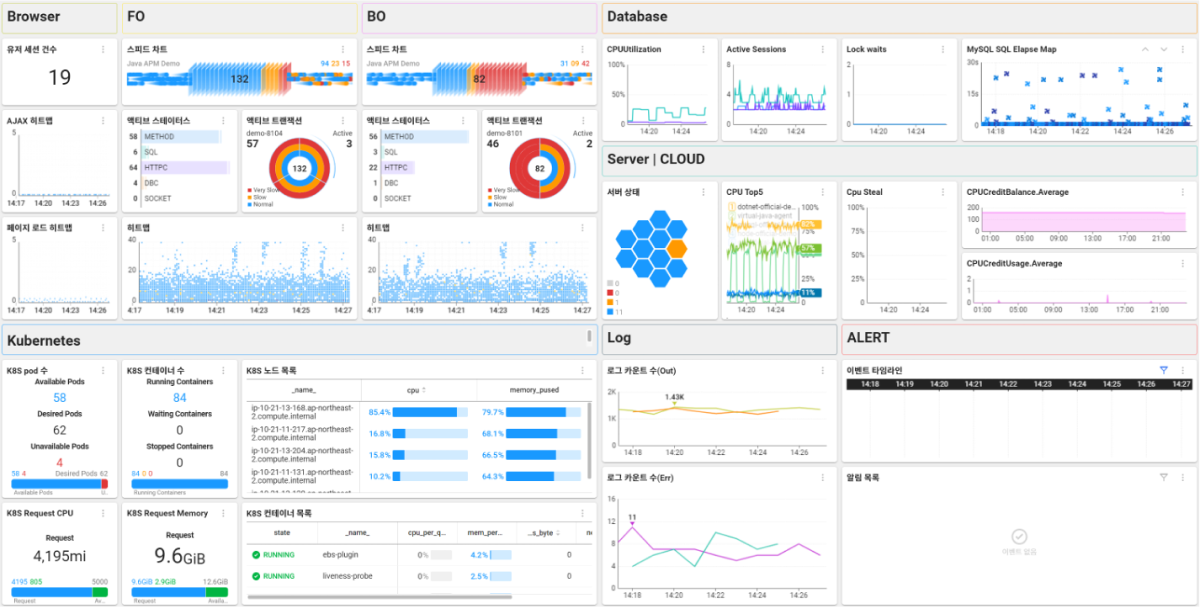 Browser
FO
BO
Database
유저 세션 건수
19
스피드 차트
Java APM Demo
94 23 15
132
스피드 차트
Java APM Demo
31 09 42
82
CPUUtilization
100%
50%
0
14:20 14:24
Active Sessions
8
4
0
14:20 14:24
Lock waits
2
1
0
14:20 14:24
MySQL SQL Elapse Map
30s
15s
0
14:18 14:20 14:22 14:24 14:26
AJAX 히트맵
5
0
14:17 14:20 14:23 14:26
액티브 스테이터스
58 METHOD
6 SQL
64 HTTPC
4 DBC
0 SOCKET
액티브 트랜잭션
demo-8104
57
Active
3
132
Very Slow
Slow
Normal
액티브 스테이터스
56 METHOD
3 SQL
22 HTTPC
1 DBC
0 SOCKET
액티브 트랜잭션
demo-8101
46
Active
2
82
Very Slow
Slow
Normal
Server | CLOUD
서버 상태
0
0
1
11
CPU Top5
dotnet-official-de...
virtual-java-agent
100%
75%
57%
25%
11%
0
14:20 14:24
Cpu Steal
100%
75%
50%
25%
0
14:20 14:24
CPUCreditBalance.Average
200
100
0
01:00 05:00 09:00 13:00 17:00 21:00
CPUCreditUsage.Average
2
1
0
01:00 05:00 09:00 13:00 17:00 21:00
페이지 로드 히트맵
5
0
14:17 14:20 14:23 14:26
히트맵
40
20
0
14:17 14:19 14:21 14:23 14:25 14:27
히트맵
40
20
0
14:17 14:19 14:21 14:23 14:25 14:27
Kubernetes
Log
ALERT
K8S pod 수
Available Pods
58
Desired Pods
62
Unavailable Pods
4
58 4 Desired Pods 62
Available Pods U..
K8S 컨테이너 수
Running Containers
84
Waiting Containers
0
Stopped Containers
0
84 0 0 84
Running Containers
K8S 노드 목록
_name_ cpu memory_pused
ip-10-21-13-168.ap-northeast-2.compute.internal 85.4% 79.7%
ip-10-21-11-217.ap-northeast-2.compute.internal 16.8% 68.1%
ip-10-21-13-204.ap-northeast-2.compute.internal 15.8% 66.5%
ip-10-21-11-131.ap-northeast-2.compute.internal 10.2% 64.3%
로그 카운트 수(Out)
2K
1K
0
1.43K
14:18 14:20 14:22 14:24 14:26
이벤트 타임라인
14:18 14:19 14:20 14:21 14:22 14:23 14:24 14:25 14:26 14:27
K8S Request CPU
Request
4,195mi
4195 805 5000
Request Av...
K8S Request Memory
Request
9.6GiB
9.6GiB 2.9GiB 12.6GiB
Request Availa...
K8S 컨테이너 목록
state _name_ cpu_per_q... mem_per... ...s_byte
RUNNING ebs-plugin 0% 4.2% 0
RUNNING liveness-probe 0% 2.5% 0
로그 카운트 수(Err)
16
12
8
4
0
11
14:18 14:20 14:22 14:24 14:26
알림 목록
이벤트 없음